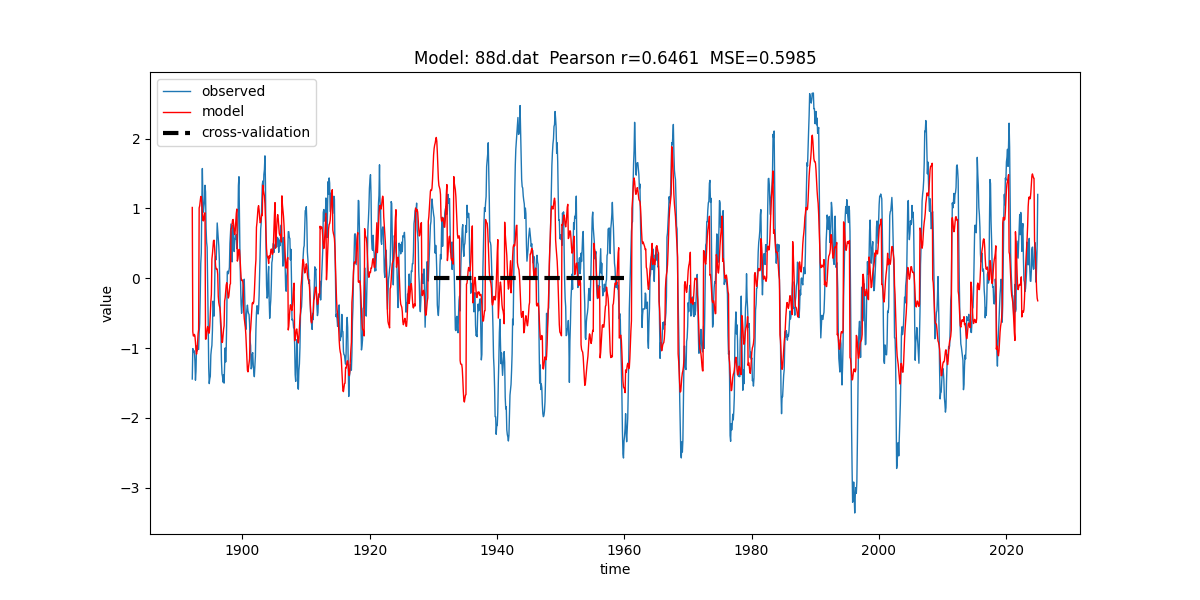 Model: 88d.dat  Pearson r=0.6461  MSE=0.5985
observed
model
cross-validation
value
2
1
0
−1
−2
−3
1900 1920 1940 1960 1980 2000 2020
time